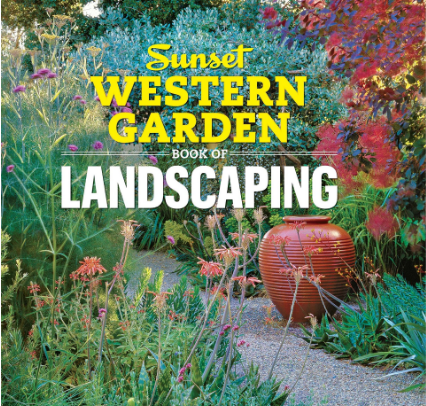 Sunset
WESTERN
GARDEN
BOOK OF
LANDSCAPING